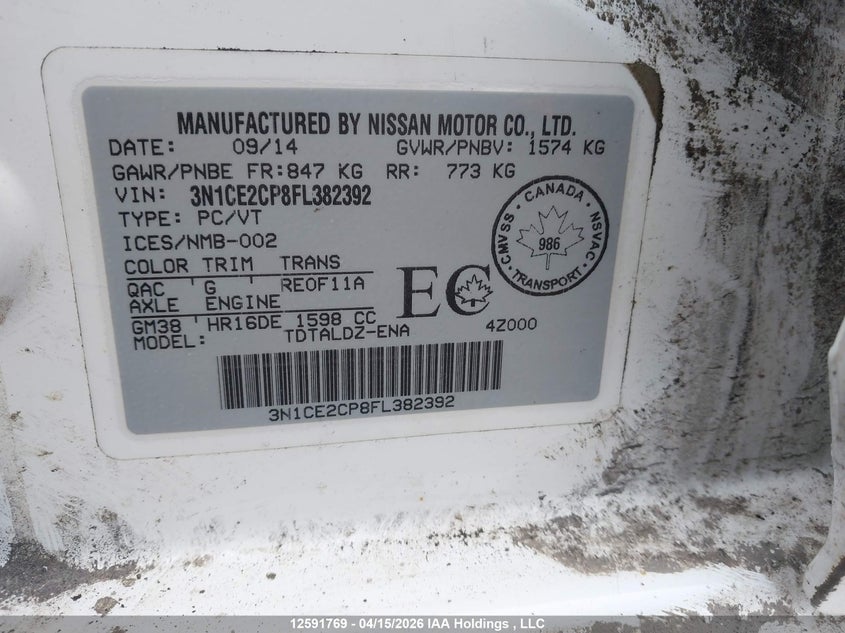 MANUFACTURED BY NISSAN MOTOR CO., LTD.
DATE: 09/14 GVWR/PNBV: 1574 KG
GAWR/PNBE FR:847 KG RR: 773 KG
VIN: 3N1CE2CP8FL382392
TYPE: PC/VT
ICES/NMB-002
COLOR TRIM TRANS
QAC G REOF11A
AXLE ENGINE
GM38 HR16DE 1598 CC
MODEL: TDTALDZ-ENA 4Z000
EC
CANADA
CMVSS · NSVAC
986
TRANSPORT
3N1CE2CP8FL382392
12591769 - 04/15/2026 IAA Holdings , LLC